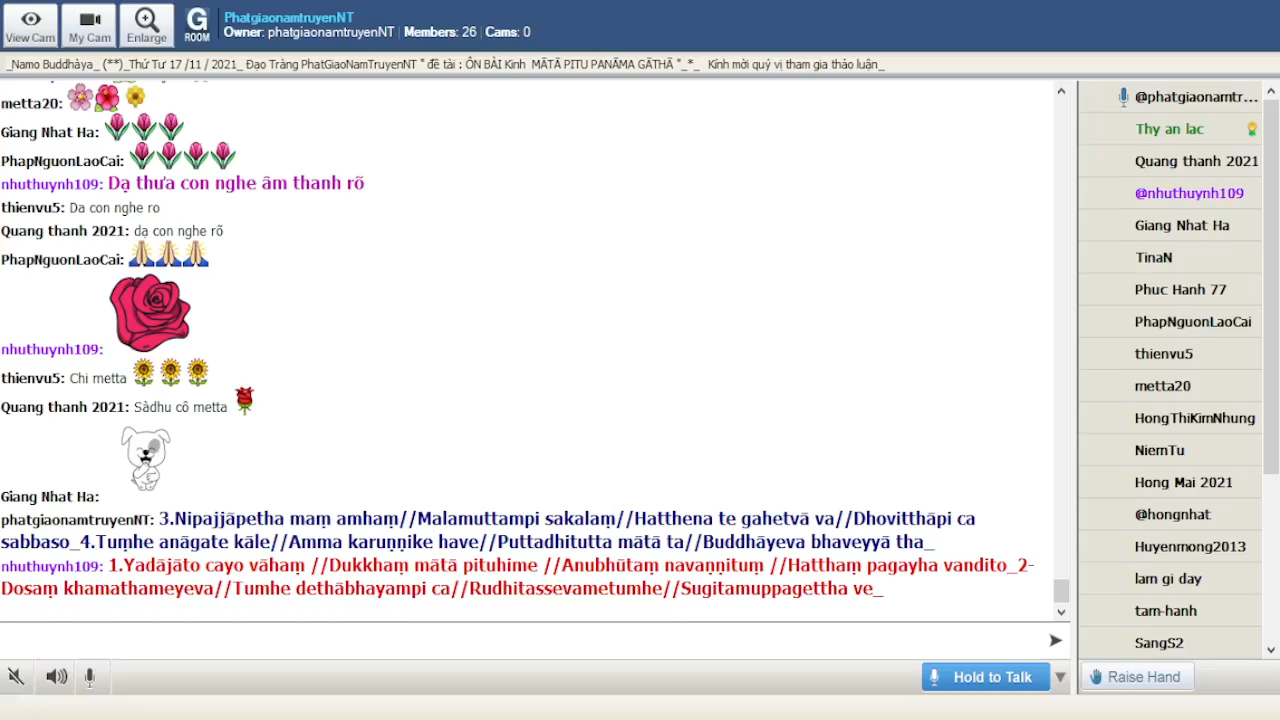 View Cam
My Cam
Enlarge
G
ROOM
PhatgiaonamtruyenNT
Owner: phatgiaonamtruyenNT | Members: 26 | Cams: 0
_Namo Buddhàya_ (**)_Thứ Tư 17 /11 / 2021_ Đạo Tràng PhatGiaoNamTruyenNT " đề tài : ÔN BÀI Kinh MĀTĀ PITU PANĀMA GĀTHĀ "_*_ Kính mời quý vị tham gia thảo luận_
metta20:
Giang Nhat Ha:
PhapNguonLaoCai:
nhuthuynh109: Dạ thưa con nghe âm thanh rõ
thienvu5: Da con nghe ro
Quang thanh 2021: dạ con nghe rõ
PhapNguonLaoCai:
nhuthuynh109:
thienvu5: Chi metta
Quang thanh 2021: Sàdhu cô metta
Giang Nhat Ha:
phatgiaonamtruyenNT: 3.Nipajjāpetha maṃ amhaṃ//Malamuttampi sakalaṃ//Hatthena te gahetvā va//Dhovitthāpi ca
sabbaso_4.Tuṃhe anāgate kāle//Amma karuṇṇike have//Puttadhitutta mātā ta//Buddhāyeva bhaveyyā tha_
nhuthuynh109: 1.Yadājāto cayo vāhaṃ //Dukkhaṃ mātā pituhime //Anubhūtaṃ navaṇṇituṃ //Hatthaṃ pagayha vandito_2-
Dosaṃ khamathameyeva//Tumhe dethābhayampi ca//Rudhitassevametumhe//Sugitamuppagettha ve_
Hold to Talk
@phatgiaonamtr...
Thy an lac
Quang thanh 2021
@nhuthuynh109
Giang Nhat Ha
TinaN
Phuc Hanh 77
PhapNguonLaoCai
thienvu5
metta20
HongThiKimNhung
NiemTu
Hong Mai 2021
@hongnhat
Huyenmong2013
lam gi day
tam-hanh
SangS2
Raise Hand